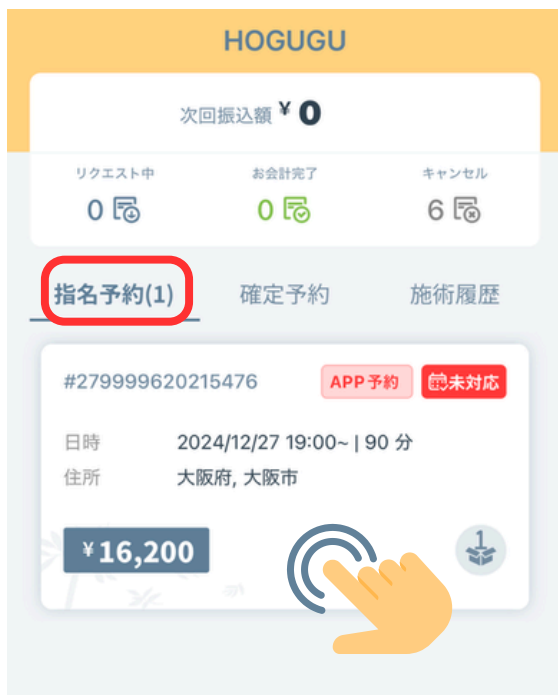 HOGUGU
次回振込額 ¥ 0
リクエスト中 お会計完了 キャンセル
0 0 6
指名予約(1) 確定予約 施術履歴
#279999620215476 APP予約 未対応
日時 2024/12/27 19:00~ | 90 分
住所 大阪府, 大阪市
¥16,200 1